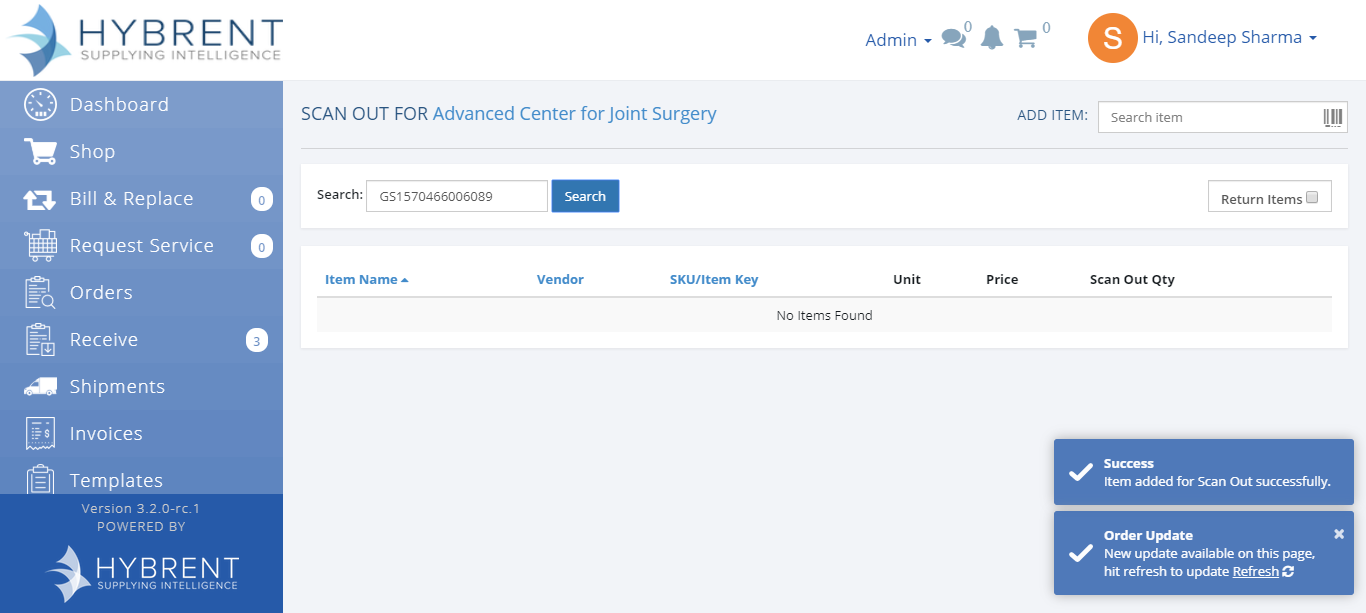 HYBRENT
SUPPLYING INTELLIGENCE
Admin
0
0
S
Hi, Sandeep Sharma
Dashboard
Shop
Bill & Replace
0
Request Service
0
Orders
Receive
3
Shipments
Invoices
Templates
Version 3.2.0-rc.1
POWERED BY
HYBRENT
SUPPLYING INTELLIGENCE
SCAN OUT FOR Advanced Center for Joint Surgery
ADD ITEM: Search item
Search: GS1570466006089 Search
Return Items
Item Name Vendor SKU/Item Key Unit Price Scan Out Qty
No Items Found
Success
Item added for Scan Out successfully.
Order Update
New update available on this page,
hit refresh to update Refresh